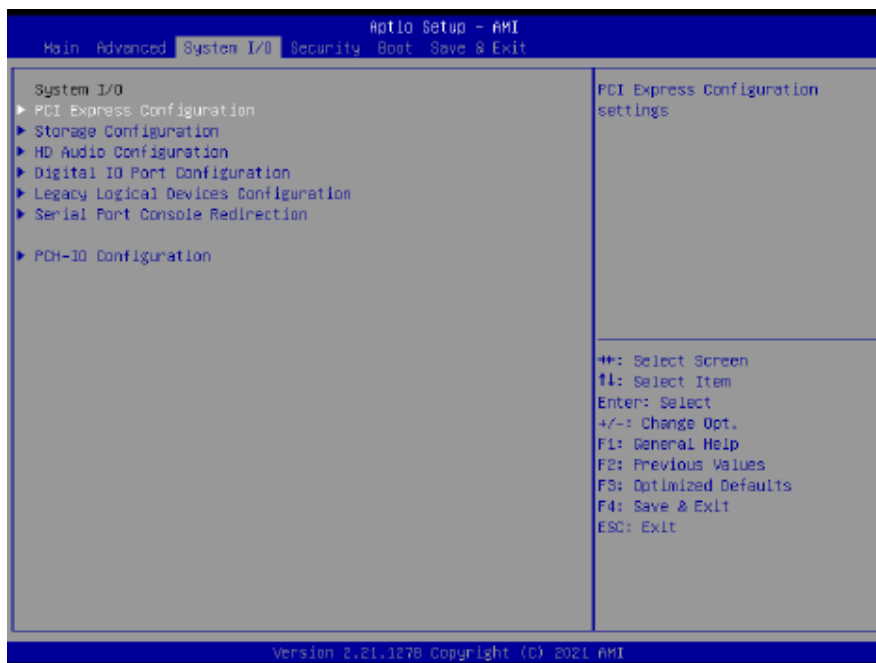 Aptio Setup - AMI
Main Advanced System I/O Security Boot Save & Exit
System I/O
▶ PCI Express Configuration
▶ Storage Configuration
▶ HD Audio Configuration
▶ Digital IO Port Configuration
▶ Legacy Logical Devices Configuration
▶ Serial Port Console Redirection
▶ PCH-IO Configuration
PCI Express Configuration
settings
→←: Select Screen
↑↓: Select Item
Enter: Select
+/-: Change Opt.
F1: General Help
F2: Previous Values
F3: Optimized Defaults
F4: Save & Exit
ESC: Exit
Version 2.21.1278 Copyright (C) 2021 AMI